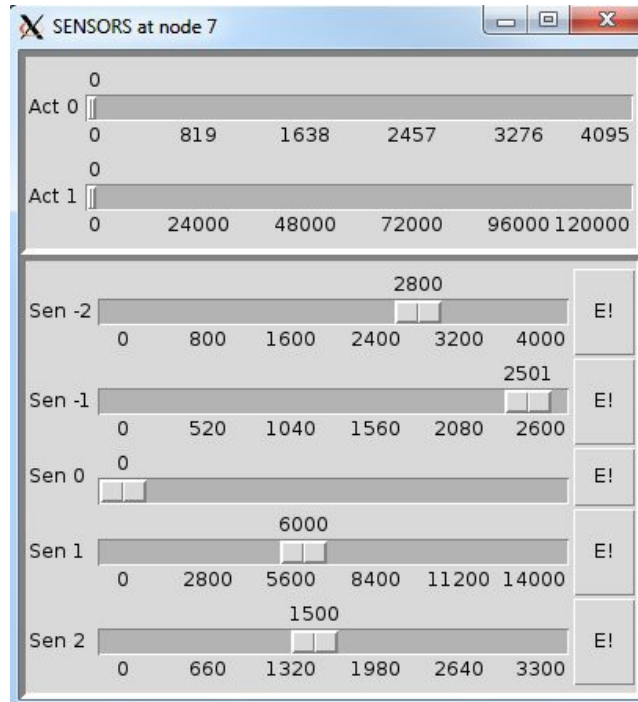 SENSORS at node 7
0
Act 0
0 819 1638 2457 3276 4095
0
Act 1
0 24000 48000 72000 96000 120000
2800
Sen -2 E!
0 800 1600 2400 3200 4000
2501
Sen -1 E!
0 520 1040 1560 2080 2600
0
Sen 0 E!
6000
Sen 1 E!
0 2800 5600 8400 11200 14000
1500
Sen 2 E!
0 660 1320 1980 2640 3300